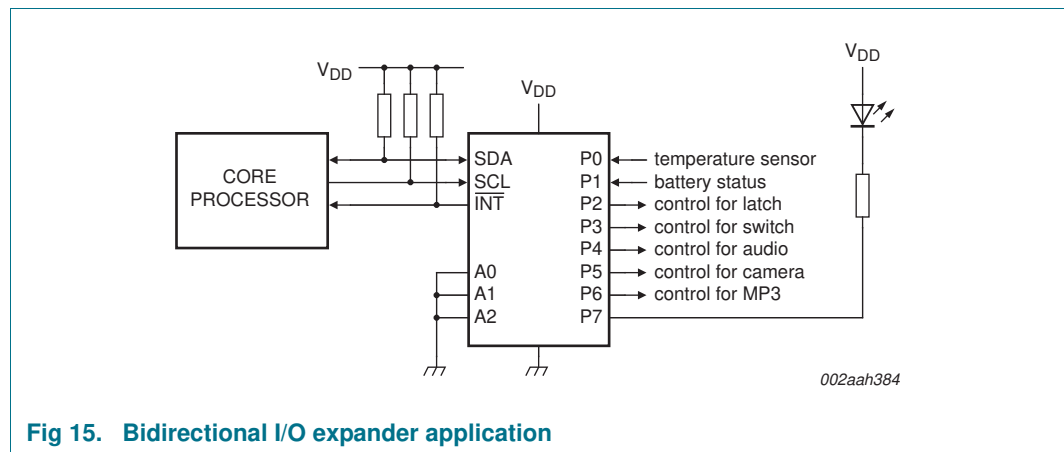 VDD
VDD
VDD
CORE
PROCESSOR
SDA
SCL
INT
A0
A1
A2
P0
P1
P2
P3
P4
P5
P6
P7
temperature sensor
battery status
control for latch
control for switch
control for audio
control for camera
control for MP3
002aah384
Fig 15. Bidirectional I/O expander application